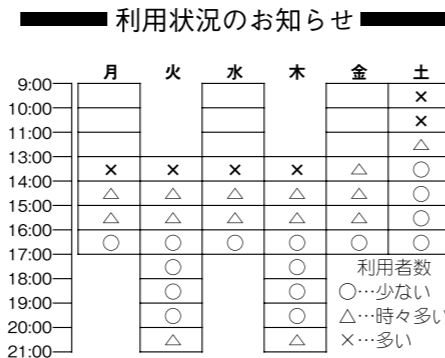 利用状況のお知らせ
月 火 水 木 金 土
9:00
×
10:00
×
11:00
△
13:00
× × × × △ ○
14:00
△ △ △ △ △ ○
15:00
△ △ △ △ △ ○
16:00
○ ○ ○ ○ ○ ○
17:00
○ ○ 利用者数
18:00
○ ○ ○…少ない
19:00
○ ○ △…時々多い
20:00
△ △ ×…多い
21:00